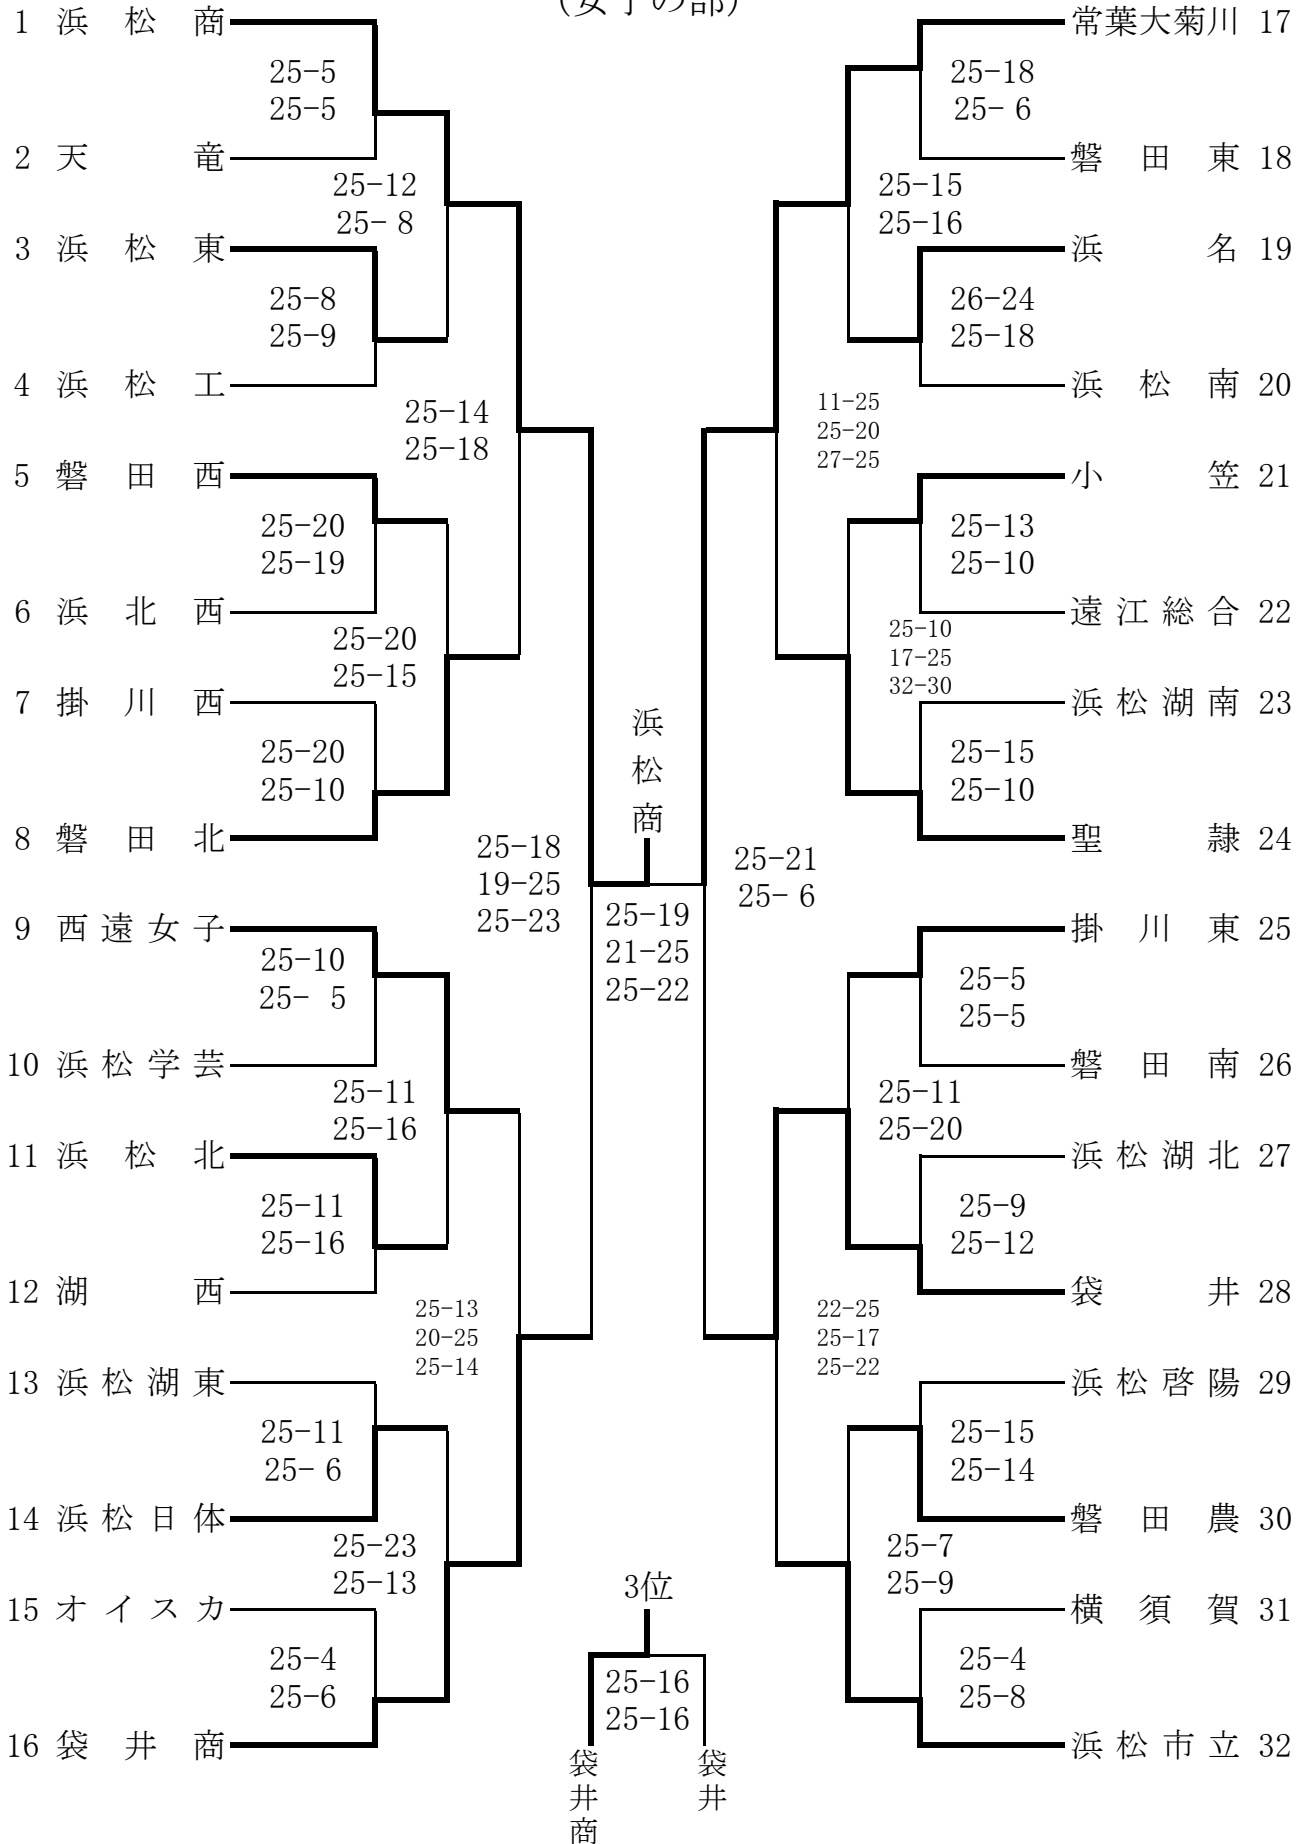 （女子の部）
1 浜松商
25-5
25-5
2 天竜
25-12
25- 8
3 浜松東
25-8
25-9
4 浜松工
25-14
25-18
5 磐田西
25-20
25-19
6 浜北西
25-20
25-15
7 掛川西
25-20
25-10
8 磐田北
25-18
19-25
25-23
9 西遠女子
25-10
25- 5
10 浜松学芸
25-11
25-16
11 浜松北
25-11
25-16
12 湖西
25-13
20-25
25-14
13 浜松湖東
25-11
25- 6
14 浜松日体
25-23
25-13
15 オイスカ
25-4
25-6
16 袋井商
浜松商
25-19
21-25
25-22
3位
25-16
25-16
袋井商
袋井
常葉大菊川 17
25-18
25- 6
磐田東 18
25-15
25-16
浜名 19
26-24
25-18
浜松南 20
11-25
25-20
27-25
小笠 21
25-13
25-10
遠江総合 22
25-10
17-25
32-30
浜松湖南 23
25-15
25-10
聖隷 24
25-21
25- 6
掛川東 25
25-5
25-5
磐田南 26
25-11
25-20
浜松湖北 27
25-9
25-12
袋井 28
22-25
25-17
25-22
浜松啓陽 29
25-15
25-14
磐田農 30
25-7
25-9
横須賀 31
25-4
25-8
浜松市立 32